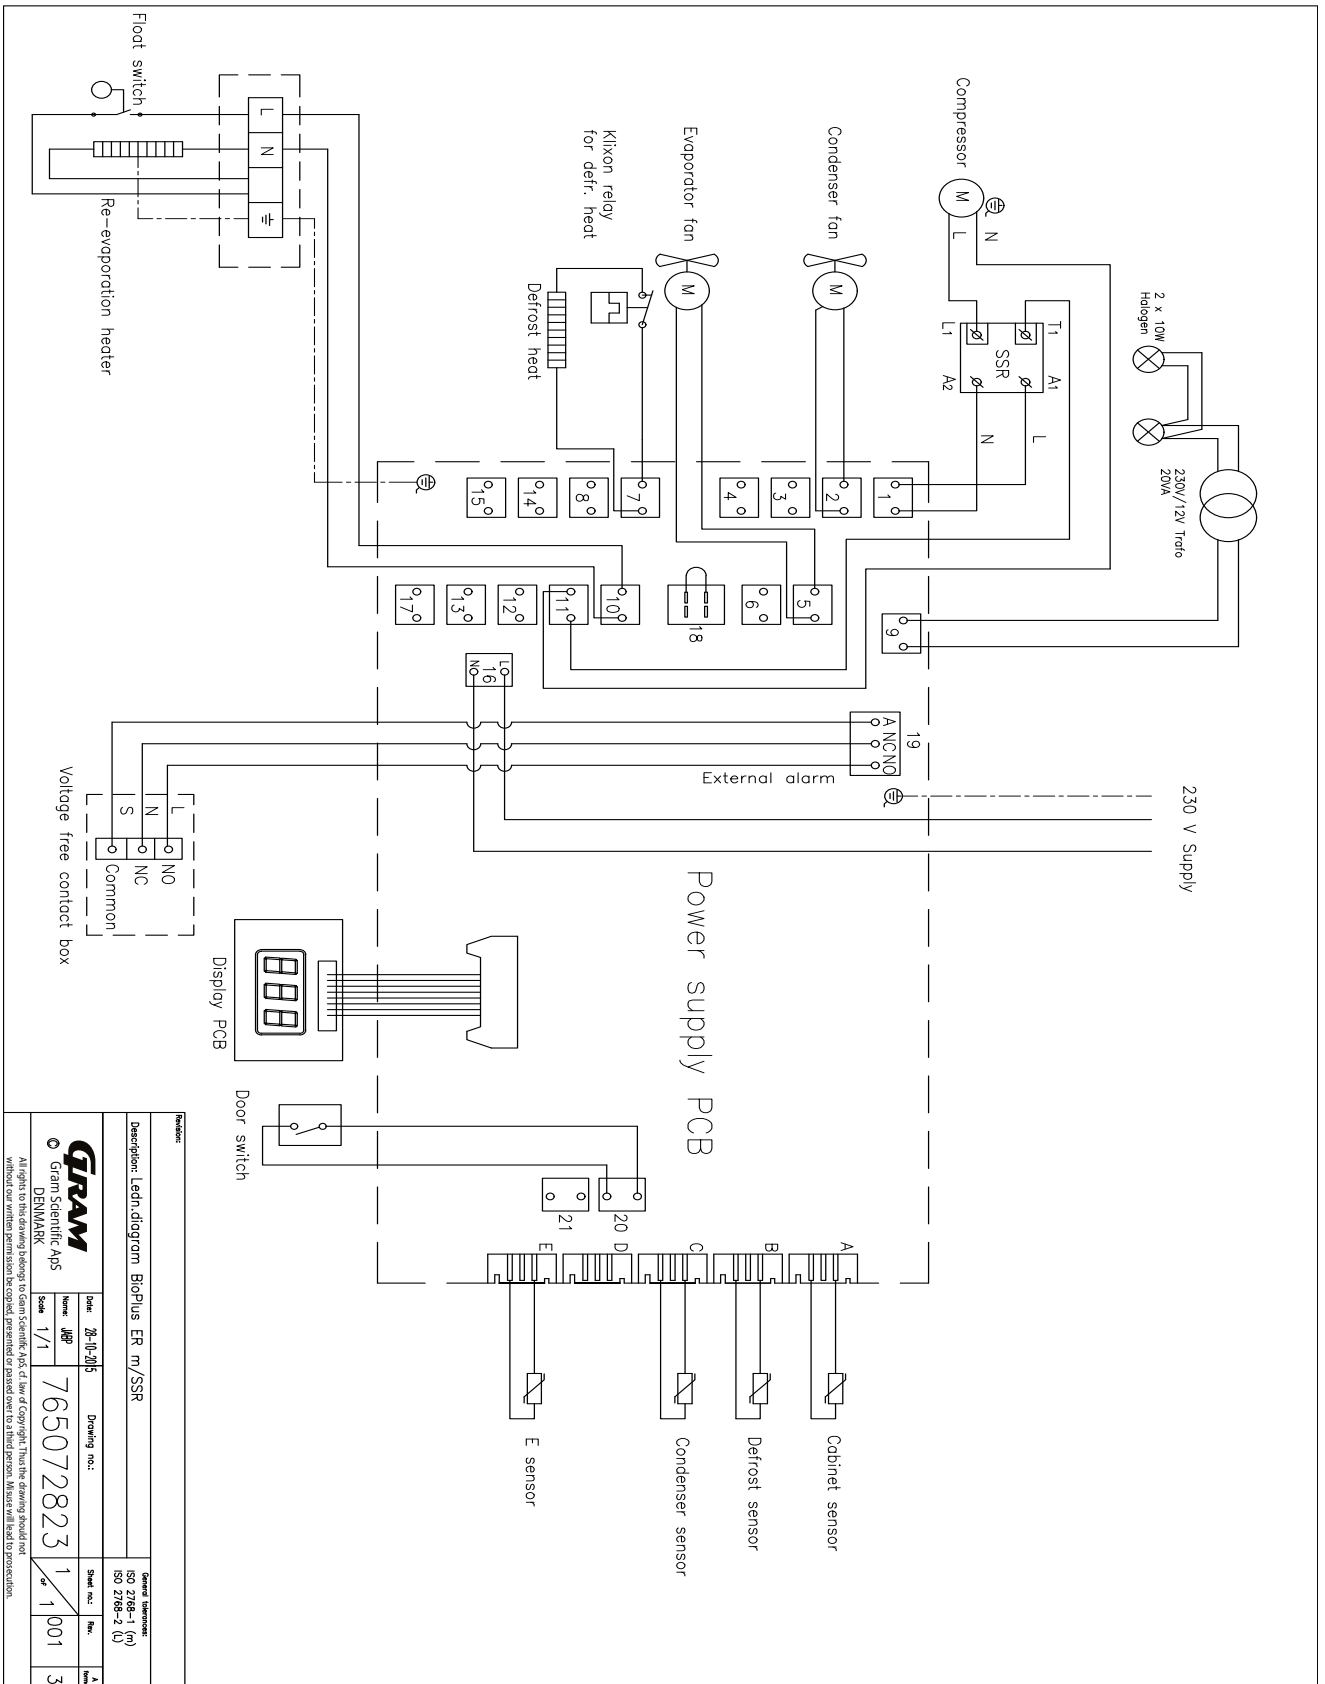 2 x 10W
Halogen
230V/12V Trafo
20VA
230 V Supply
Compressor
M
N
L
T1
L1
SSR
A1
A2
L
N
Condenser fan
M
Evaporator fan
M
Klixon relay
for defr. heat
Defrost heat
Float switch
L
N
Re-evaporation heater
1
2
3
4
7
8
14
15
9
5
6
18
10
11
12
13
17
16
L
N
19
A
NC
NO
External alarm
Power supply PCB
L
N
S
NO
NC
Common
Voltage free contact box
Display PCB
Door switch
20
21
A
B
C
D
E
Cabinet sensor
Defrost sensor
Condenser sensor
E sensor
Revision:
Description: Ledn.diagram BioPlus ER m/SSR
General tolerances:
ISO 2768-1 (m)
ISO 2768-2 (L)
GRAM
© Gram Scientific ApS
DENMARK
Date: 28-10-2015
Name: JABP
Scale 1/1
Drawing no.:
765072823
Sheet no.:
1 OF 1
Rev.
001
A
3
All rights to this drawing belongs to Gram Scientific ApS, cf. law of Copyright. Thus the drawing should not
without our written permission be copied, presented or passed over to a third person. Misuse will lead to prosecution.